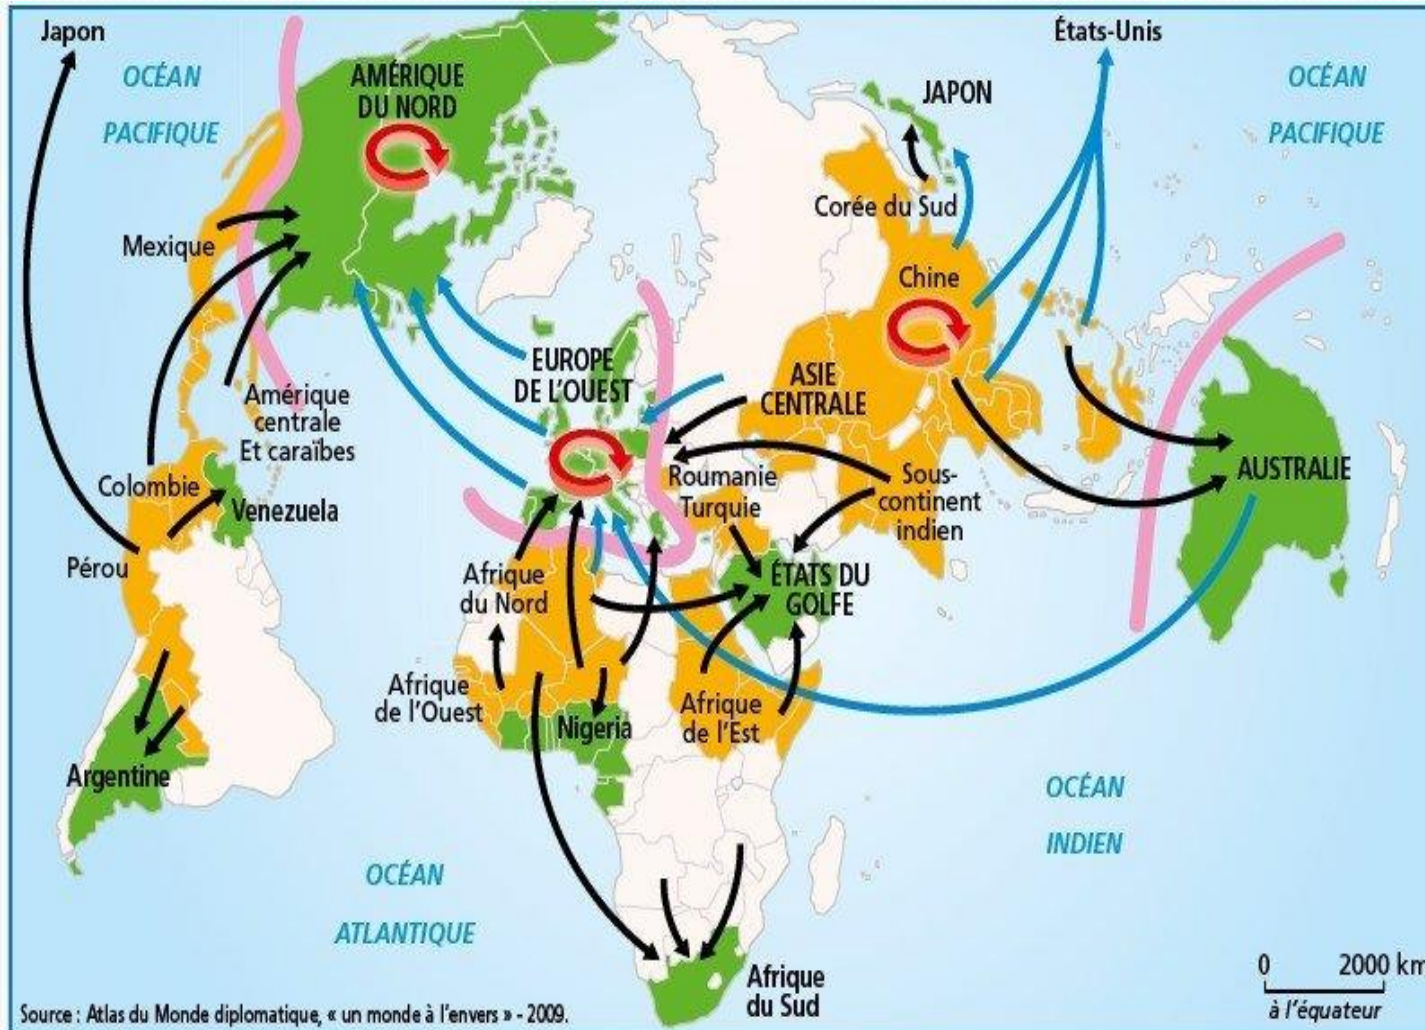 Japon
OCÉAN
PACIFIQUE
AMÉRIQUE
DU NORD
États-Unis
OCÉAN
PACIFIQUE
JAPON
Corée du Sud
Mexique
Chine
EUROPE
DE L'OUEST
ASIE
CENTRALE
Amérique
centrale
Et caraïbes
Colombie
Venezuela
Roumanie
Turquie
Sous-
continent
indien
AUSTRALIE
Pérou
Afrique
du Nord
ÉTATS DU
GOLFE
Afrique
de l'Ouest
Nigeria
Afrique
de l'Est
Argentine
OCÉAN
INDIEN
OCÉAN
ATLANTIQUE
Afrique
du Sud
0 2000 km
à l'équateur
Source : Atlas du Monde diplomatique, « un monde à l'envers » - 2009.